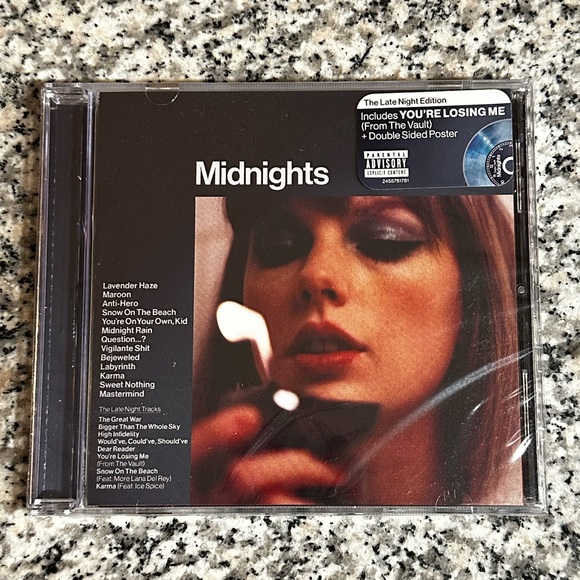 The Late Night Edition
Includes YOU'RE LOSING ME
(From The Vault)
+ Double Sided Poster
PARENTAL
ADVISORY
EXPLICIT CONTENT
2455761781
Midnights
Midnights
Lavender Haze
Maroon
Anti-Hero
Snow On The Beach
You're On Your Own, Kid
Midnight Rain
Question...?
Vigilante Shit
Bejeweled
Labyrinth
Karma
Sweet Nothing
Mastermind
The Late Night Tracks
The Great War
Bigger Than The Whole Sky
High Infidelity
Would've, Could've, Should've
Dear Reader
You're Losing Me
(From The Vault)
Snow On The Beach
(Feat. More Lana Del Rey)
Karma (Feat. Ice Spice)